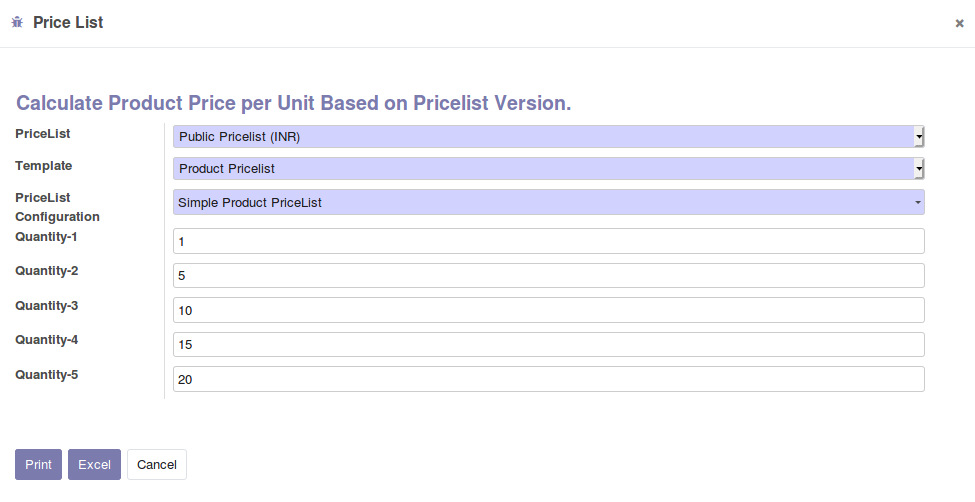 Price List
Calculate Product Price per Unit Based on Pricelist Version.
PriceList
Public Pricelist (INR)
Template
Product Pricelist
PriceList
Configuration
Simple Product PriceList
Quantity-1
1
Quantity-2
5
Quantity-3
10
Quantity-4
15
Quantity-5
20
Print Excel Cancel